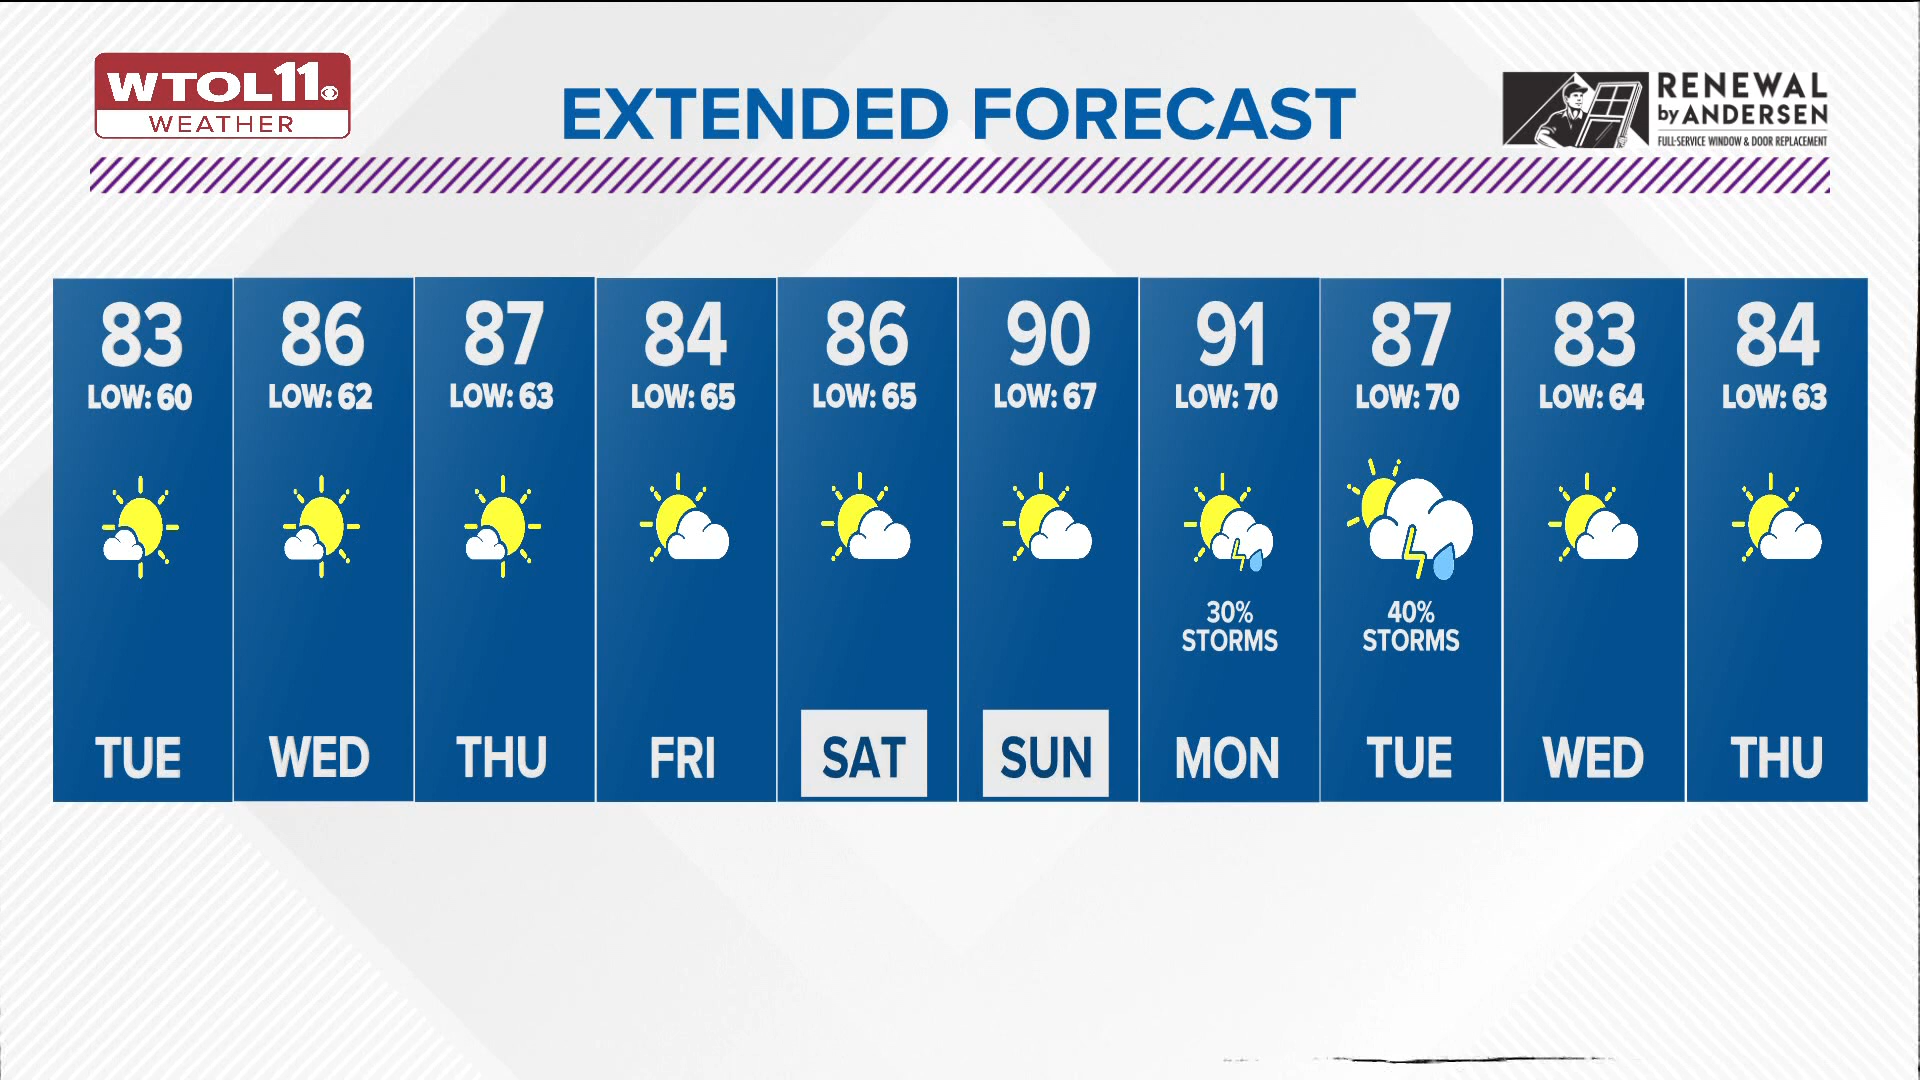 WTOL 11
WEATHER
EXTENDED FORECAST
RENEWAL
by ANDERSEN
FULL-SERVICE WINDOW & DOOR REPLACEMENT
83
LOW: 60
TUE
86
LOW: 62
WED
87
LOW: 63
THU
84
LOW: 65
FRI
86
LOW: 65
SAT
90
LOW: 67
SUN
91
LOW: 70
30%
STORMS
MON
87
LOW: 70
40%
STORMS
TUE
83
LOW: 64
WED
84
LOW: 63
THU